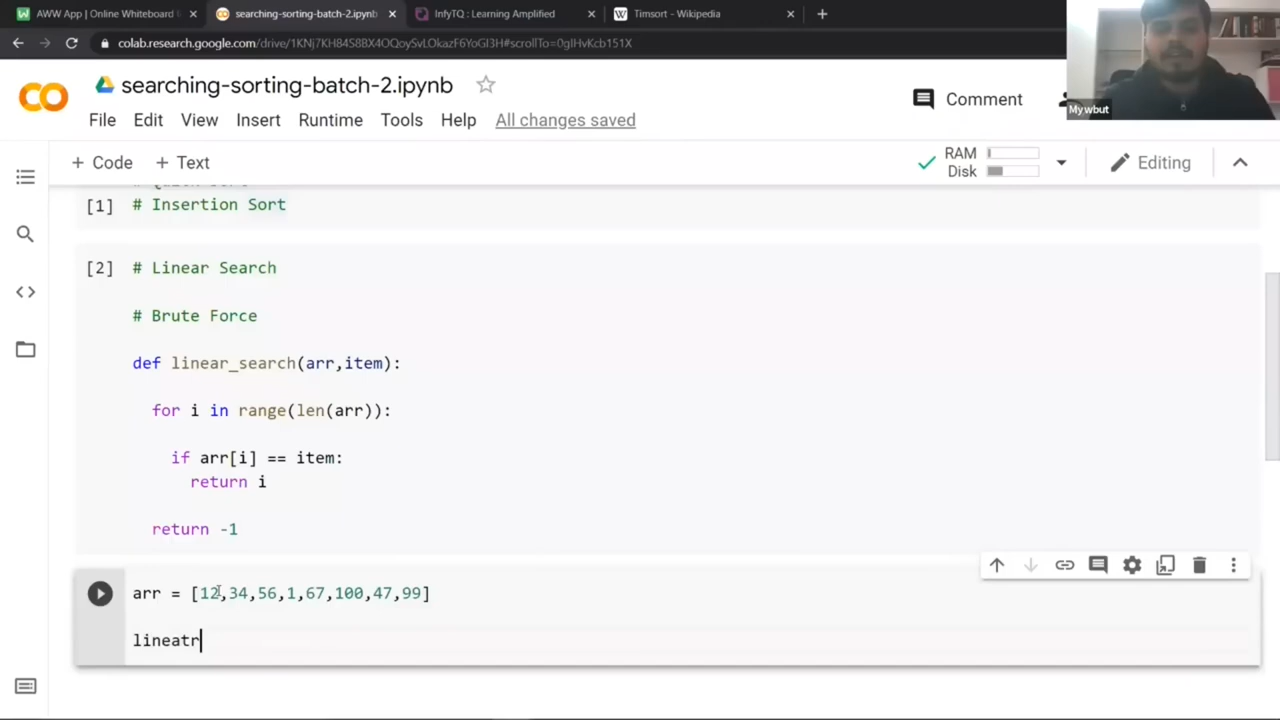 AWW App | Online Whiteboard
searching-sorting-batch-2.ipynb
InfyTQ : Learning Amplified
Timsort - Wikipedia
colab.research.google.com/drive/1KNj7KH84S8BX4OQoySvLOkazF6YoGI3H#scrollTo=0gIHvKcb151X
Mywbut
CO
searching-sorting-batch-2.ipynb
Comment
File Edit View Insert Runtime Tools Help All changes saved
+ Code + Text
RAM
Disk
Editing
[1] # Insertion Sort
[2] # Linear Search
# Brute Force
def linear_search(arr,item):
for i in range(len(arr)):
if arr[i] == item:
return i
return -1
arr = [12,34,56,1,67,100,47,99]
lineatr